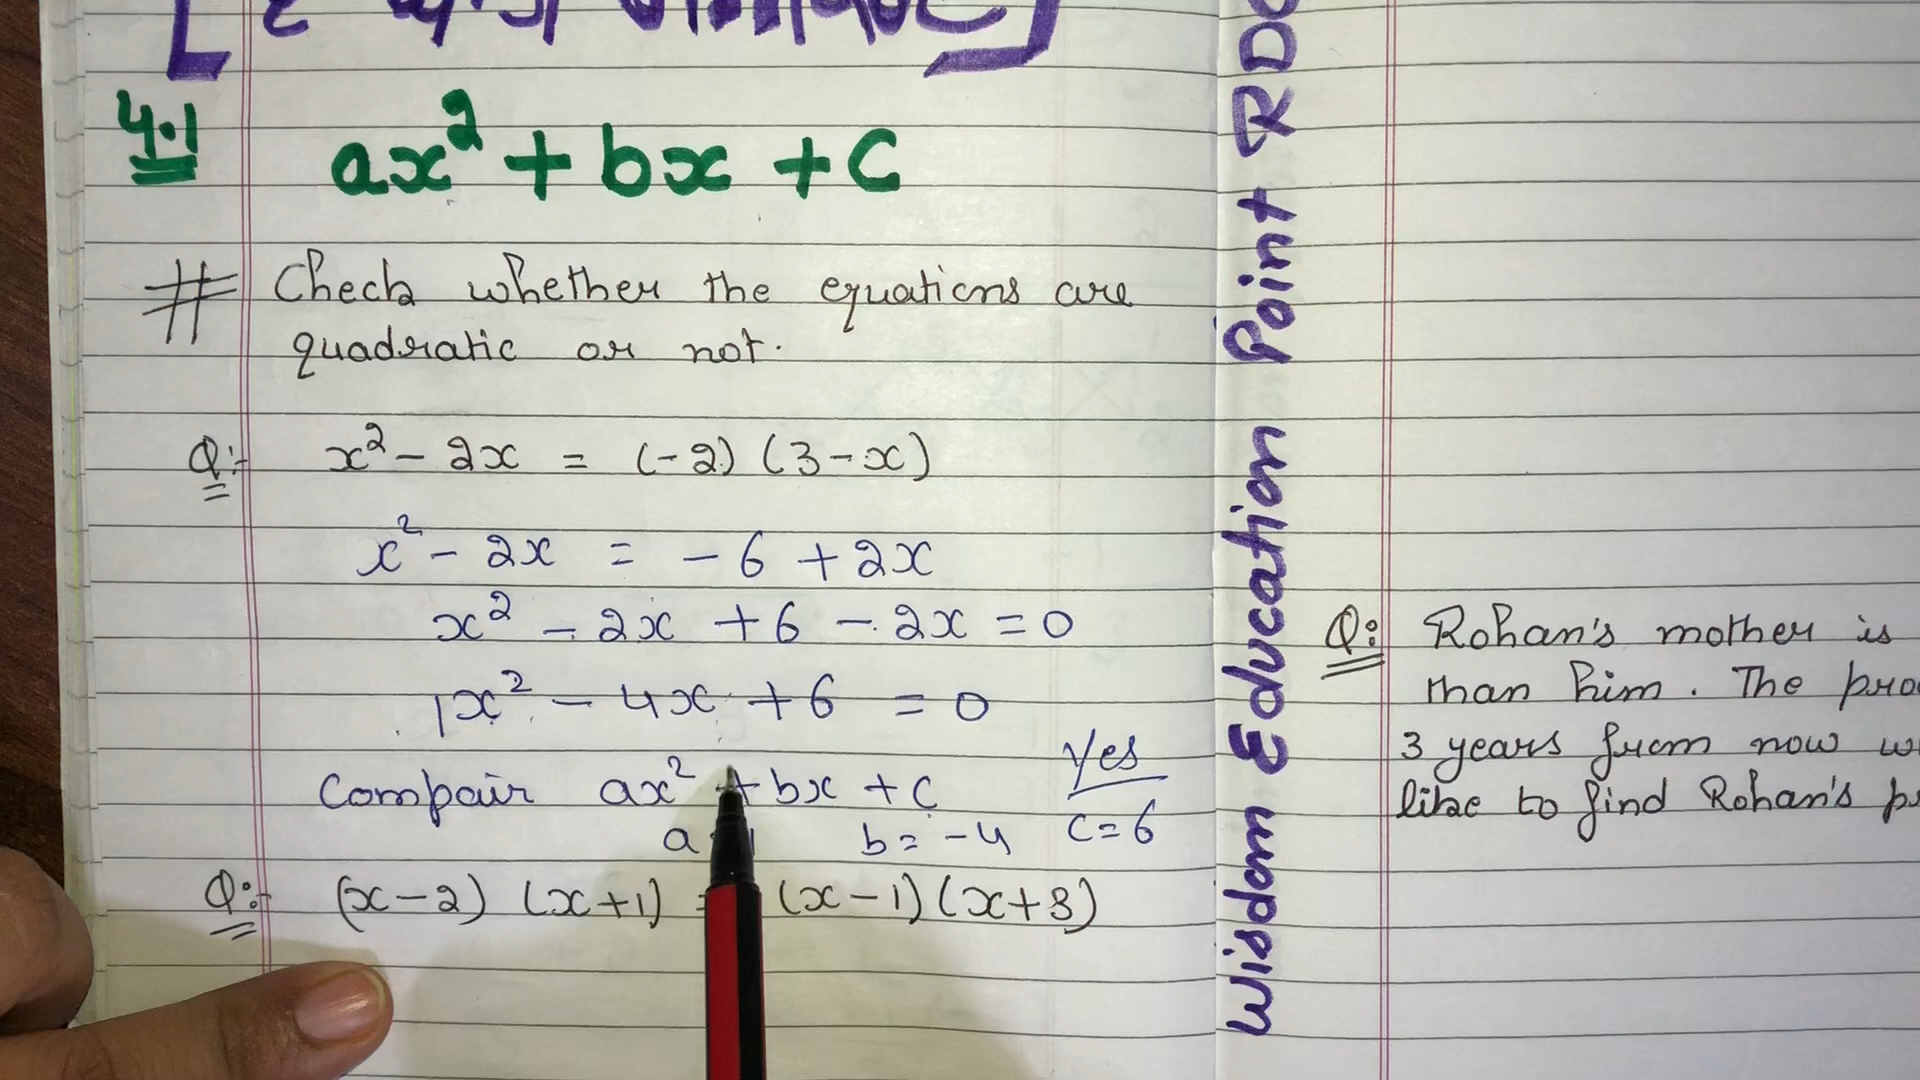 4.1 ax² + bx + c
# Check whether the equations are
quadratic or not.
Q:- x² - 2x = (-2) (3-x)
x² - 2x = -6 + 2x
x² - 2x + 6 - 2x = 0
1x² - 4x + 6 = 0
Yes
Compair ax² + bx + c
a = 1 b = -4 c = 6
Q:- (x-2) (x+1) = (x-1) (x+3)
Wisdom Education Point
Q: Rohan's mother is
than him. The
3 years from now
like to find Rohan's